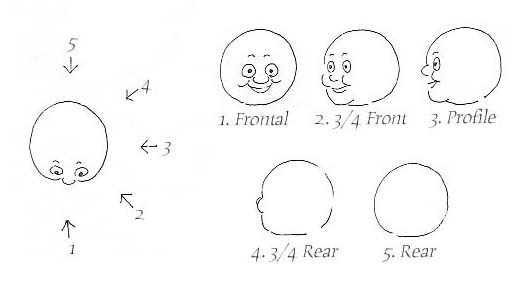 5
4
3
2
1
1. Frontal
2. 3/4 Front
3. Profile
4. 3/4 Rear
5. Rear